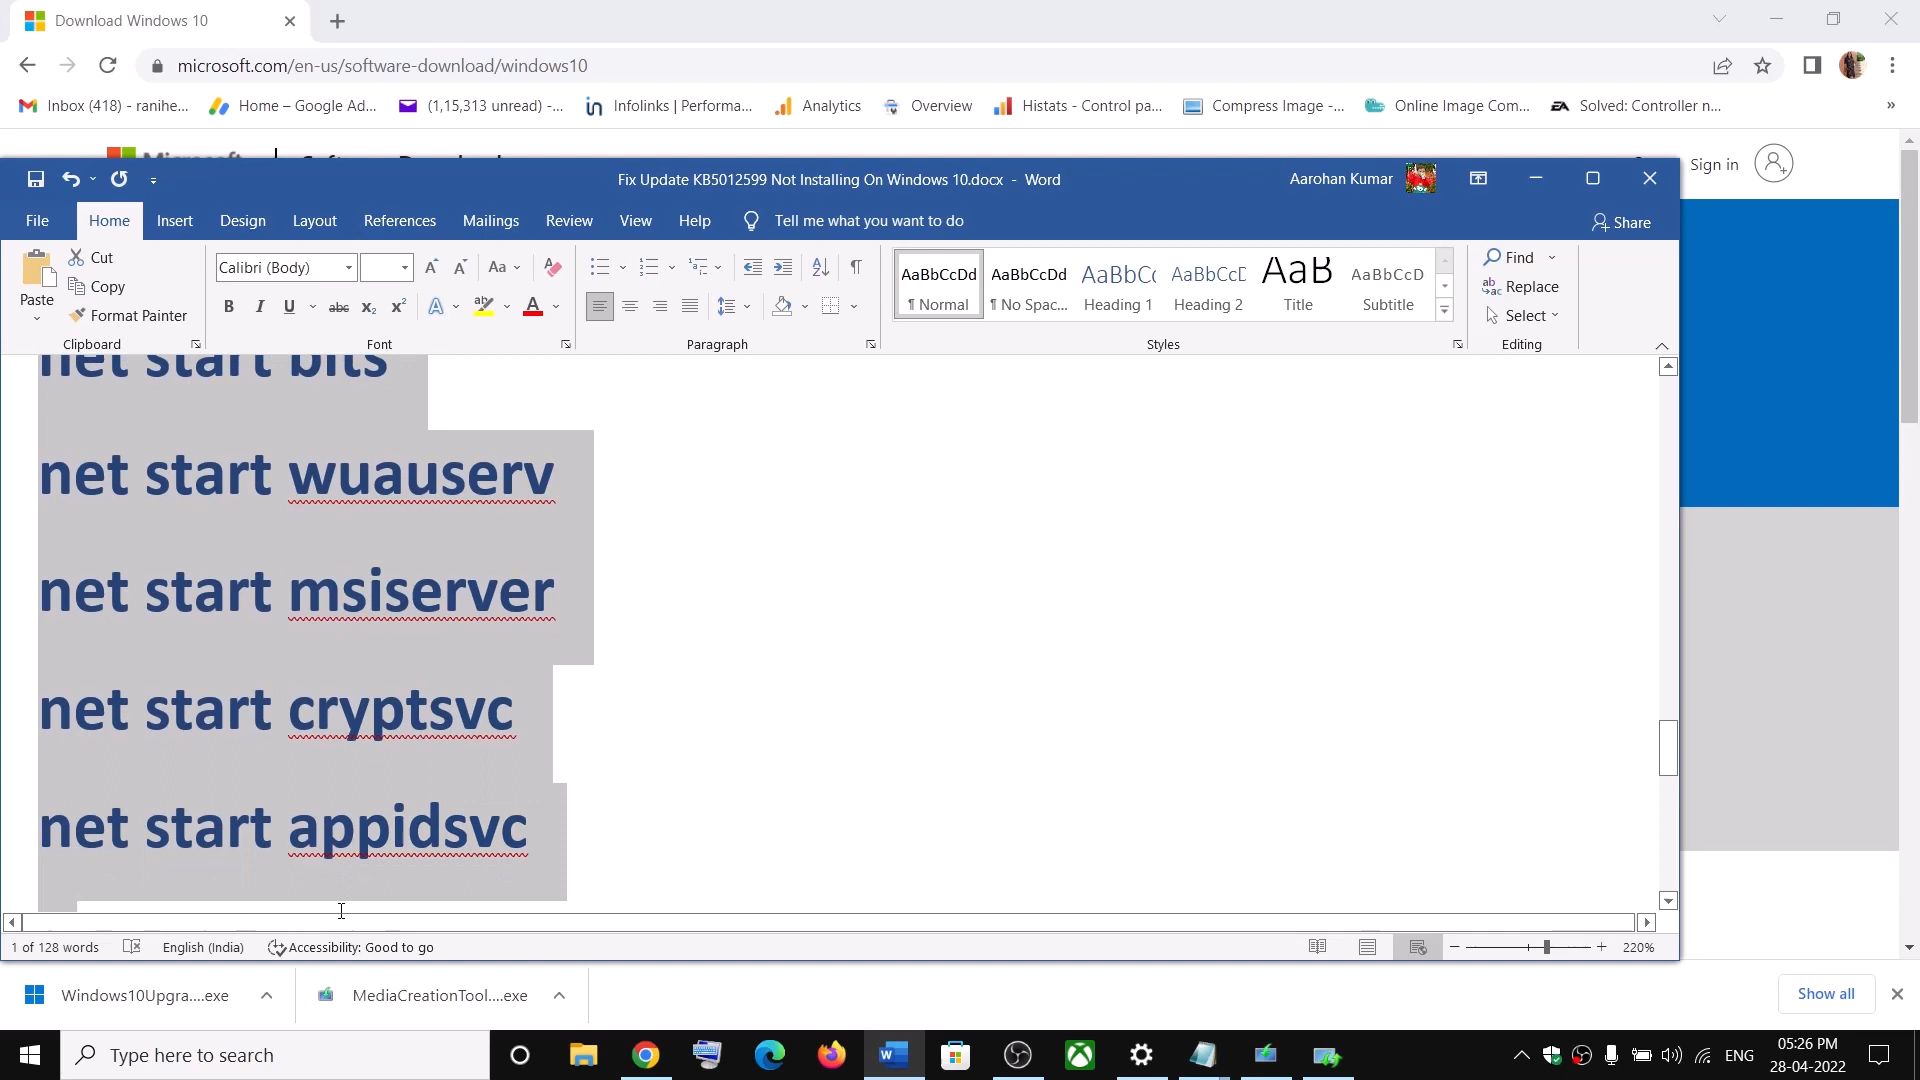 Download Windows 10
microsoft.com/en-us/software-download/windows10
Inbox (418) - ranihe...
Home – Google Ad...
(1,15,313 unread) -...
Infolinks | Performa...
Analytics
Overview
Histats - Control pa...
Compress Image -...
Online Image Com...
Solved: Controller n...
»
Microsoft
Sign in
Fix Update KB5012599 Not Installing On Windows 10.docx - Word
Aarohan Kumar
File
Home
Insert
Design
Layout
References
Mailings
Review
View
Help
Tell me what you want to do
Share
Paste
Cut
Copy
Format Painter
Clipboard
Calibri (Body)
Font
Paragraph
AaBbCcDd
¶ Normal
AaBbCcDd
¶ No Spac...
AaBbCc
Heading 1
AaBbCcD
Heading 2
AaB
Title
AaBbCcD
Subtitle
Styles
Find
Replace
Select
Editing
net start bits
net start wuauserv
net start msiserver
net start cryptsvc
net start appidsvc
1 of 128 words
English (India)
Accessibility: Good to go
220%
Windows10Upgra....exe
MediaCreationTool....exe
Show all
Type here to search
ENG
05:26 PM
28-04-2022